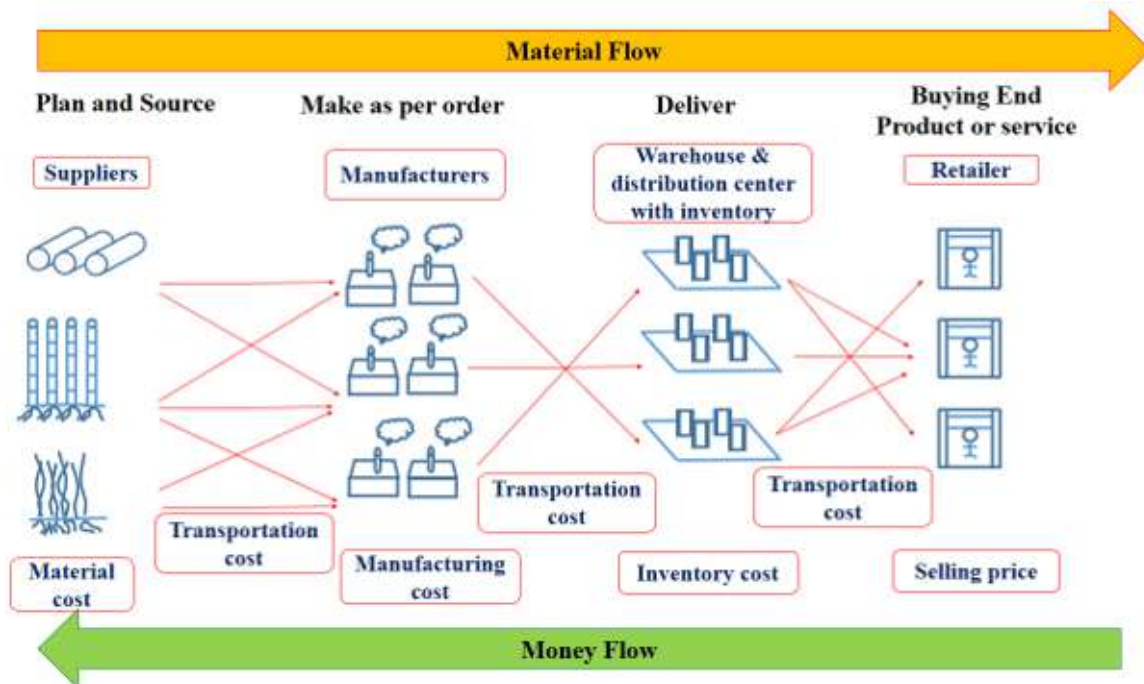 Material Flow
Plan and Source
Make as per order
Deliver
Buying End
Product or service
Suppliers
Manufacturers
Warehouse &
distribution center
with inventory
Retailer
Transportation
cost
Transportation
cost
Transportation
cost
Material
cost
Manufacturing
cost
Inventory cost
Selling price
Money Flow